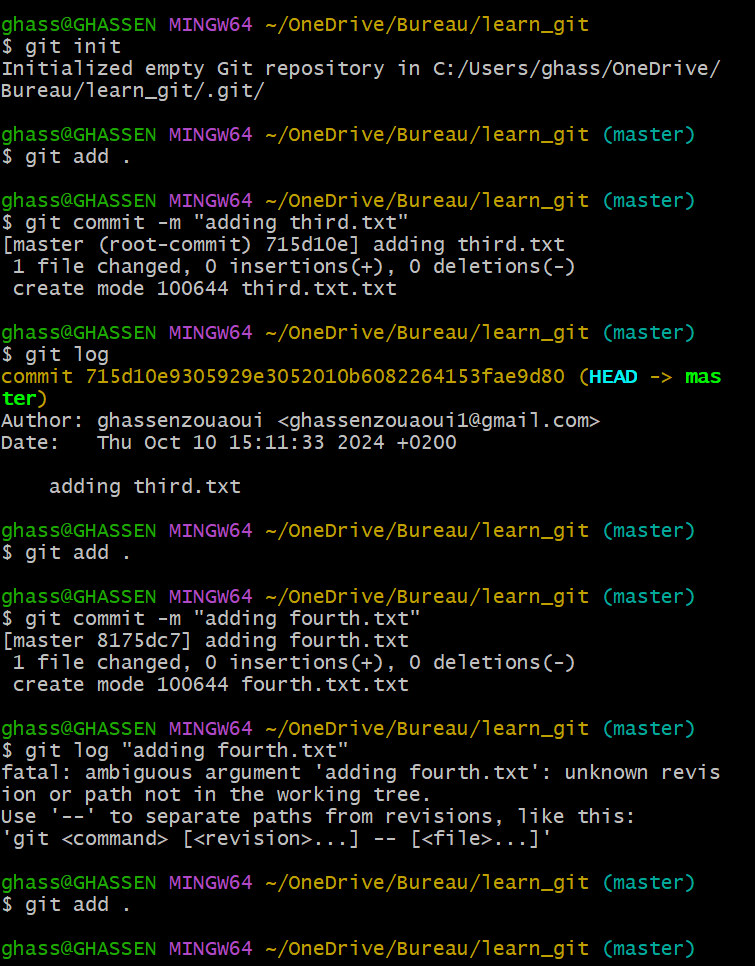 ghass@GHASSEN MINGW64 ~/OneDrive/Bureau/learn_git
$ git init
Initialized empty Git repository in C:/Users/ghass/OneDrive/
Bureau/learn_git/.git/
ghass@GHASSEN MINGW64 ~/OneDrive/Bureau/learn_git (master)
$ git add .
ghass@GHASSEN MINGW64 ~/OneDrive/Bureau/learn_git (master)
$ git commit -m "adding third.txt"
[master (root-commit) 715d10e] adding third.txt
 1 file changed, 0 insertions(+), 0 deletions(-)
 create mode 100644 third.txt.txt
ghass@GHASSEN MINGW64 ~/OneDrive/Bureau/learn_git (master)
$ git log
commit 715d10e9305929e3052010b6082264153fae9d80 (HEAD -> mas
ter)
Author: ghassenzouaoui <ghassenzouaoui1@gmail.com>
Date:   Thu Oct 10 15:11:33 2024 +0200
    adding third.txt
ghass@GHASSEN MINGW64 ~/OneDrive/Bureau/learn_git (master)
$ git add .
ghass@GHASSEN MINGW64 ~/OneDrive/Bureau/learn_git (master)
$ git commit -m "adding fourth.txt"
[master 8175dc7] adding fourth.txt
 1 file changed, 0 insertions(+), 0 deletions(-)
 create mode 100644 fourth.txt.txt
ghass@GHASSEN MINGW64 ~/OneDrive/Bureau/learn_git (master)
$ git log "adding fourth.txt"
fatal: ambiguous argument 'adding fourth.txt': unknown revis
ion or path not in the working tree.
Use '--' to separate paths from revisions, like this:
'git <command> [<revision>...] -- [<file>...]'
ghass@GHASSEN MINGW64 ~/OneDrive/Bureau/learn_git (master)
$ git add .
ghass@GHASSEN MINGW64 ~/OneDrive/Bureau/learn_git (master)